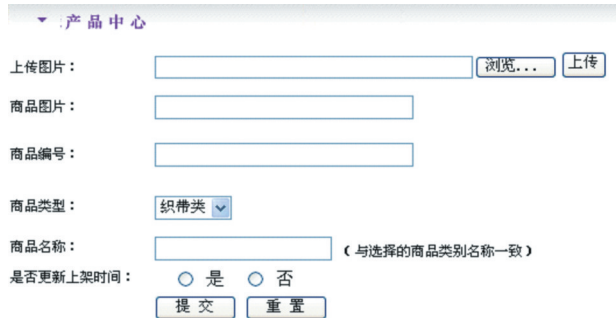 产品中心
上传图片： 浏览... 上传
商品图片：
商品编号：
商品类型： 织带类
商品名称： （与选择的商品类别名称一致）
是否更新上架时间： 是 否
提交 重置